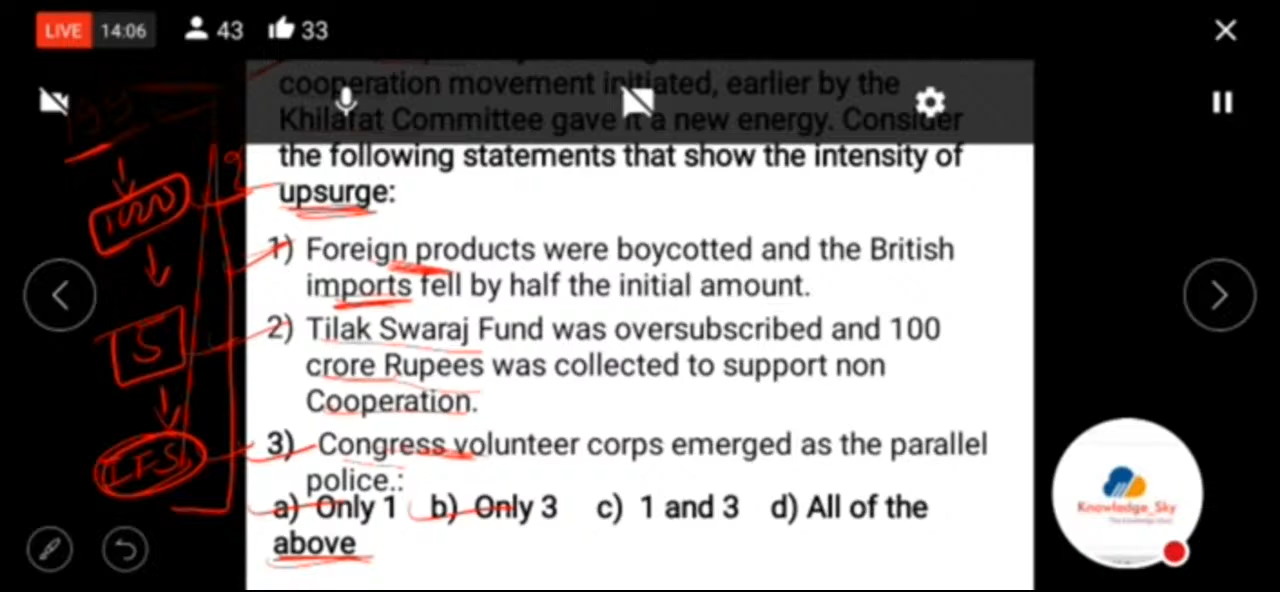 LIVE 14:06 43 33
cooperation movement initiated, earlier by the
Khilafat Committee gave it a new energy. Consider
the following statements that show the intensity of
upsurge:
1) Foreign products were boycotted and the British
imports fell by half the initial amount.
2) Tilak Swaraj Fund was oversubscribed and 100
crore Rupees was collected to support non
Cooperation.
3) Congress volunteer corps emerged as the parallel
police.:
a) Only 1 b) Only 3 c) 1 and 3 d) All of the
above
5
Knowledge_Sky